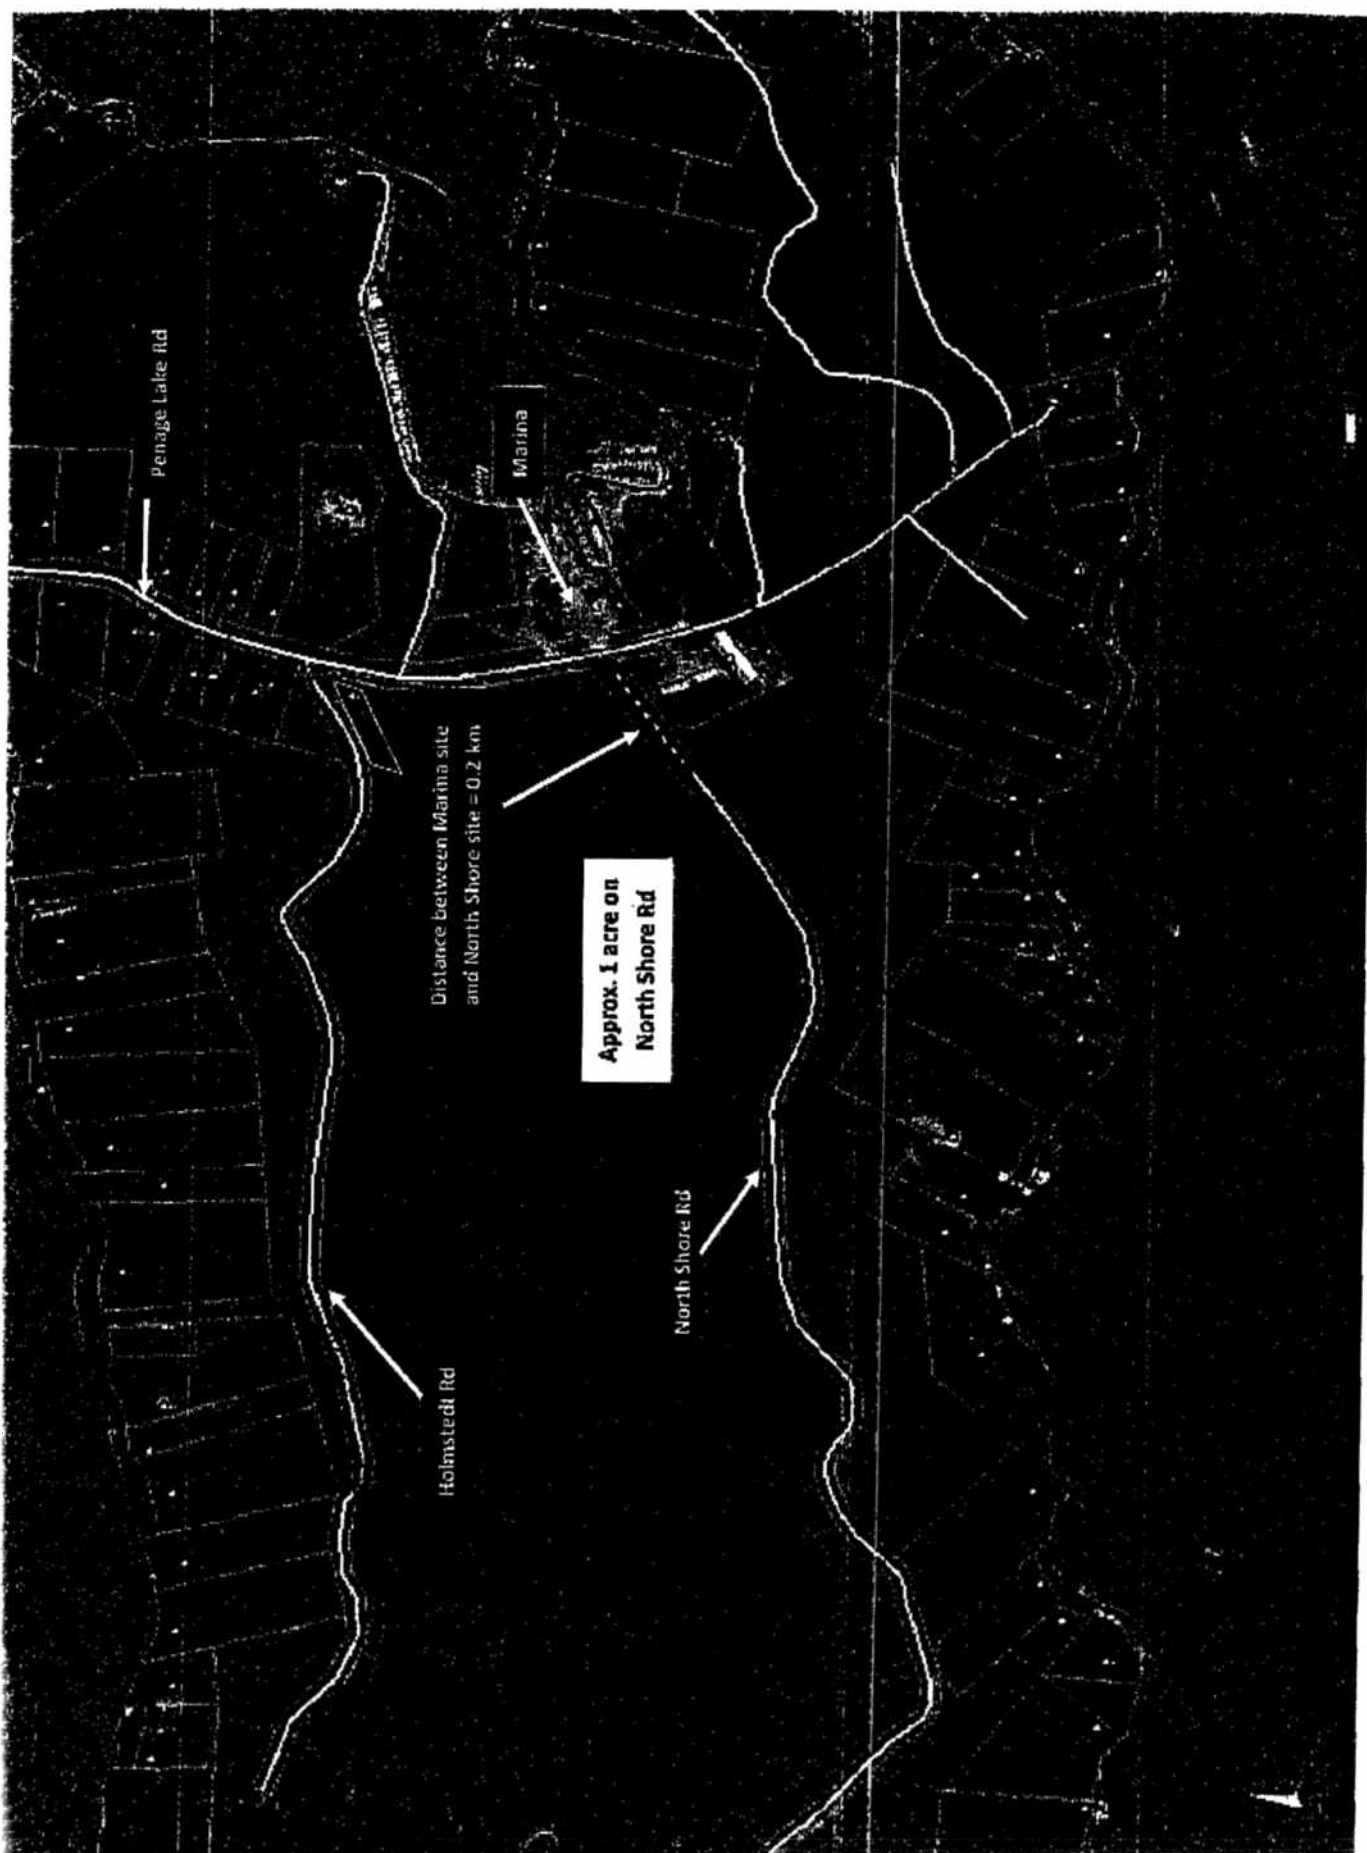 Penage Lake Rd
Marina
Distance between Marina site
and North Shore site = 0.2 km
Approx. 1 acre on
North Shore Rd
North Shore Rd
Holmstedt Rd